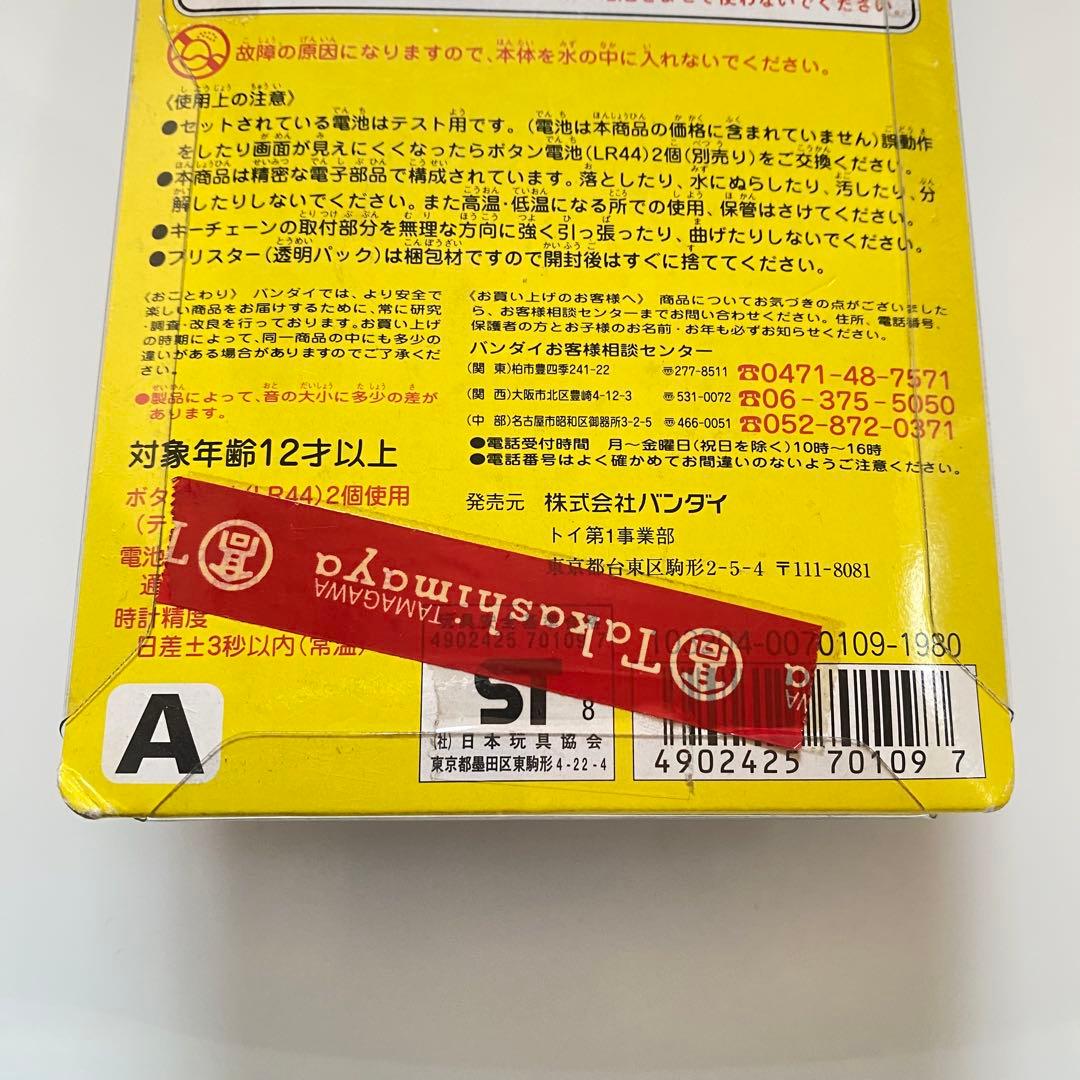 故障の原因になりますので、本体を水の中に入れないでください。
〈使用上の注意〉
●セットされている電池はテスト用です。(電池は本商品の価格に含まれていません)誤動作
をしたり画面が見えにくくなったらボタン電池(LR44)2個(別売り)をご交換ください。
●本商品は精密な電子部品で構成されています。落としたり、水にぬらしたり、汚したり、分
解したりしないでください。また高温・低温になる所での使用、保管はさけてください。
●キーチェーンの取付部分を無理な方向に強く引っ張ったり、曲げたりしないでください。
●ブリスター(透明パック)は梱包材ですので開封後はすぐに捨ててください。
〈おことわり〉 バンダイでは、より安全で
楽しい商品をお届けするために、常に研究
・調査・改良を行っております。お買い上げ
の時期によって、同一商品の中にも多少の
違いがある場合がありますのでご了承くだ
さい。
●製品によって、音の大小に多少の差が
あります。
対象年齢12才以上
(LR44)2個使用
電池
時計精度
日差±3秒以内(常温)
A
〈お買い上げのお客様へ〉 商品についてお気づきの点がございました
ら、お客様相談センターまでお問い合わせください。住所、電話番号、
保護者の方とお子様のお名前・お年も必ずお知らせください。
バンダイお客様相談センター
(関 東)柏市豊四季241-22 〒277-8511 ☎0471-48-7571
(関 西)大阪市北区豊崎4-12-3 〒531-0072 ☎06-375-5050
(中 部)名古屋市昭和区御器所3-2-5 〒466-0051 ☎052-872-0371
●電話受付時間 月〜金曜日(祝日を除く)10時〜16時
●電話番号はよく確かめてお間違いのないようご注意ください。
発売元 株式会社バンダイ
トイ第1事業部
東京都台東区駒形2-5-4 〒111-8081
T
髙
TAMAGAWA
Takashimaya
髙
4902425 70109
ST
8
(社)日本玩具協会
東京都墨田区東駒形4-22-4
-0070109-1980
4902425 701097